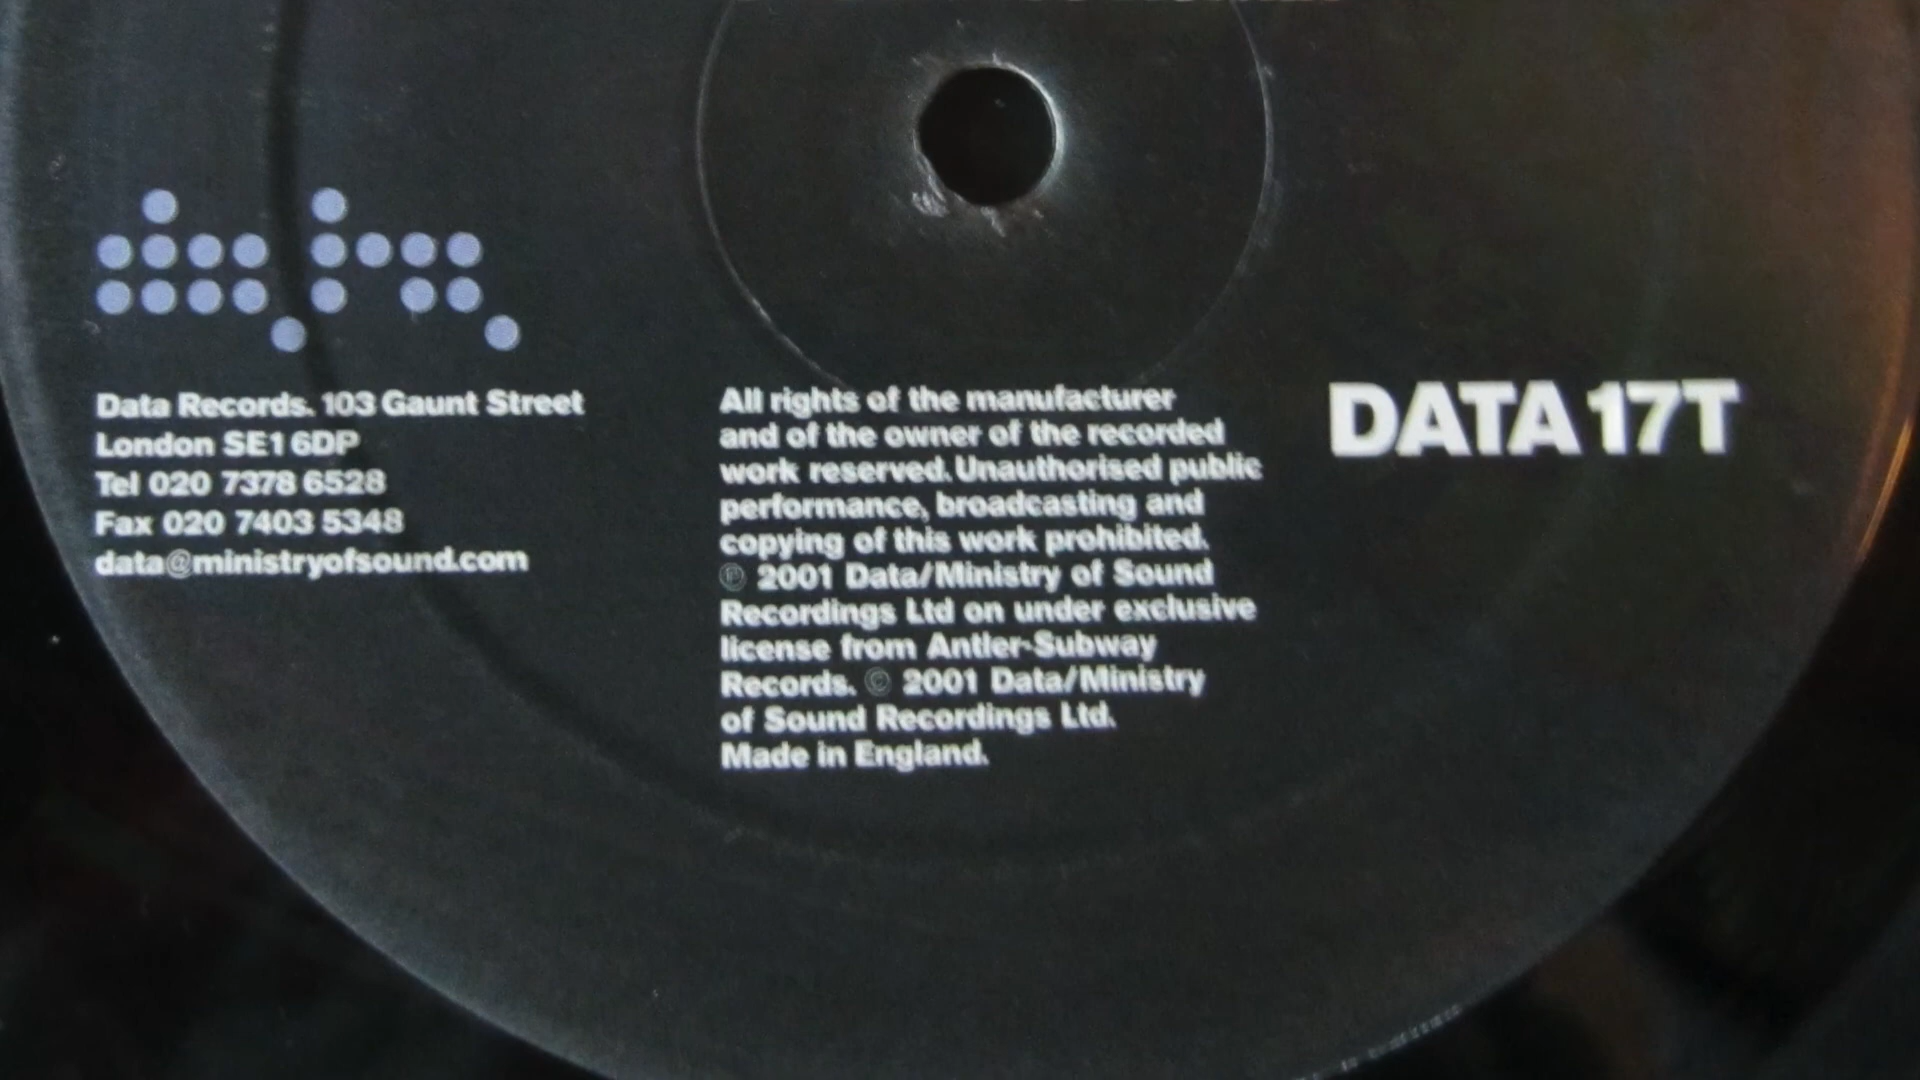 data
Data Records. 103 Gaunt Street
London SE1 6DP
Tel 020 7378 6528
Fax 020 7403 5348
data@ministryofsound.com
All rights of the manufacturer
and of the owner of the recorded
work reserved. Unauthorised public
performance, broadcasting and
copying of this work prohibited.
℗ 2001 Data/Ministry of Sound
Recordings Ltd on under exclusive
license from Antler-Subway
Records. © 2001 Data/Ministry
of Sound Recordings Ltd.
Made in England.
DATA 17T